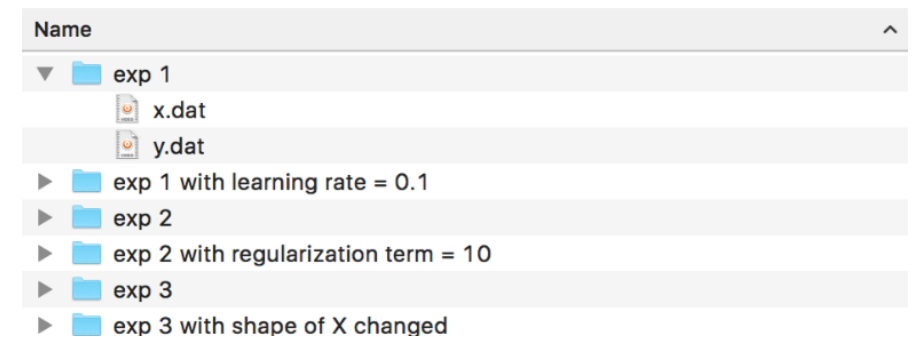 Name
exp 1
x.dat
y.dat
exp 1 with learning rate = 0.1
exp 2
exp 2 with regularization term = 10
exp 3
exp 3 with shape of X changed